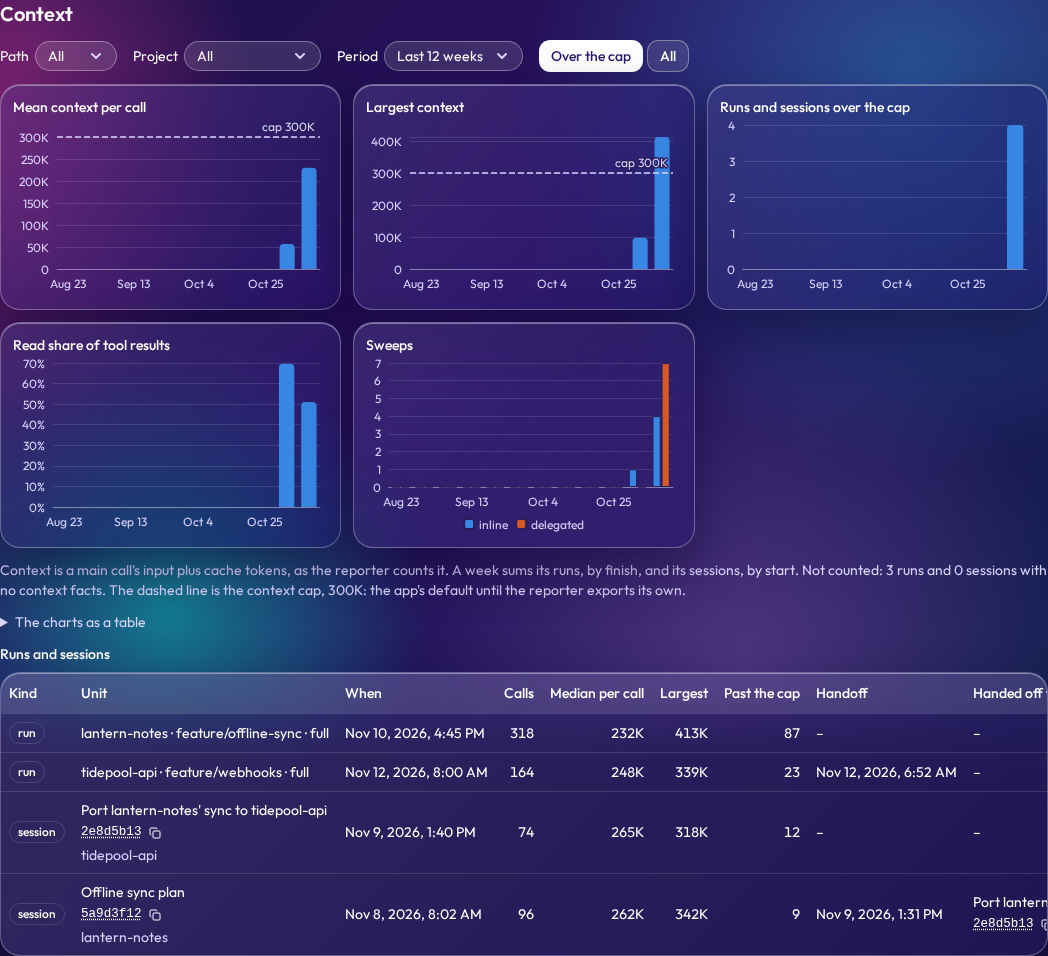 Context
Path All Project All Period Last 12 weeks Over the cap All
Mean context per call
cap 300K
300K
250K
200K
150K
100K
50K
0
Aug 23 Sep 13 Oct 4 Oct 25
Largest context
400K
cap 300K
300K
200K
100K
0
Aug 23 Sep 13 Oct 4 Oct 25
Runs and sessions over the cap
4
3
2
1
0
Aug 23 Sep 13 Oct 4 Oct 25
Read share of tool results
70%
60%
50%
40%
30%
20%
10%
0%
Aug 23 Sep 13 Oct 4 Oct 25
Sweeps
7
6
5
4
3
2
1
0
Aug 23 Sep 13 Oct 4 Oct 25
inline delegated
Context is a main call's input plus cache tokens, as the reporter counts it. A week sums its runs, by finish, and its sessions, by start. Not counted: 3 runs and 0 sessions with
no context facts. The dashed line is the context cap, 300K: the app's default until the reporter exports its own.
The charts as a table
Runs and sessions
Kind Unit When Calls Median per call Largest Past the cap Handoff Handed off
run lantern-notes · feature/offline-sync · full Nov 10, 2026, 4:45 PM 318 232K 413K 87 – –
run tidepool-api · feature/webhooks · full Nov 12, 2026, 8:00 AM 164 248K 339K 23 Nov 12, 2026, 6:52 AM –
Port lantern-notes' sync to tidepool-api
session 2e8d5b13 Nov 9, 2026, 1:40 PM 74 265K 318K 12 – –
tidepool-api
Offline sync plan
session 5a9d3f12 Nov 8, 2026, 8:02 AM 96 262K 342K 9 Nov 9, 2026, 1:31 PM Port lantern
2e8d5b13
lantern-notes